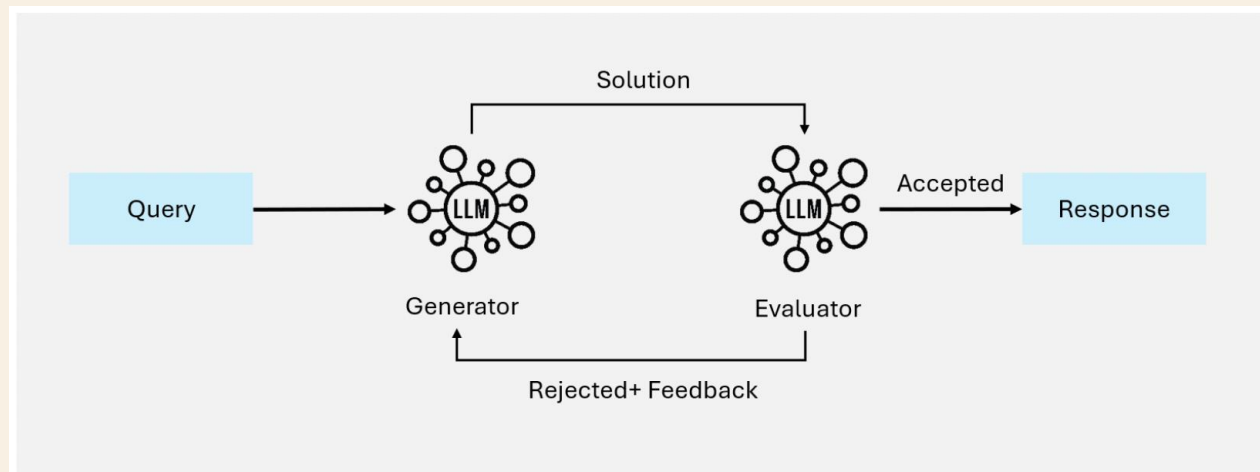 Solution
Query
LLM
LLM
Accepted
Response
Generator
Evaluator
Rejected+ Feedback